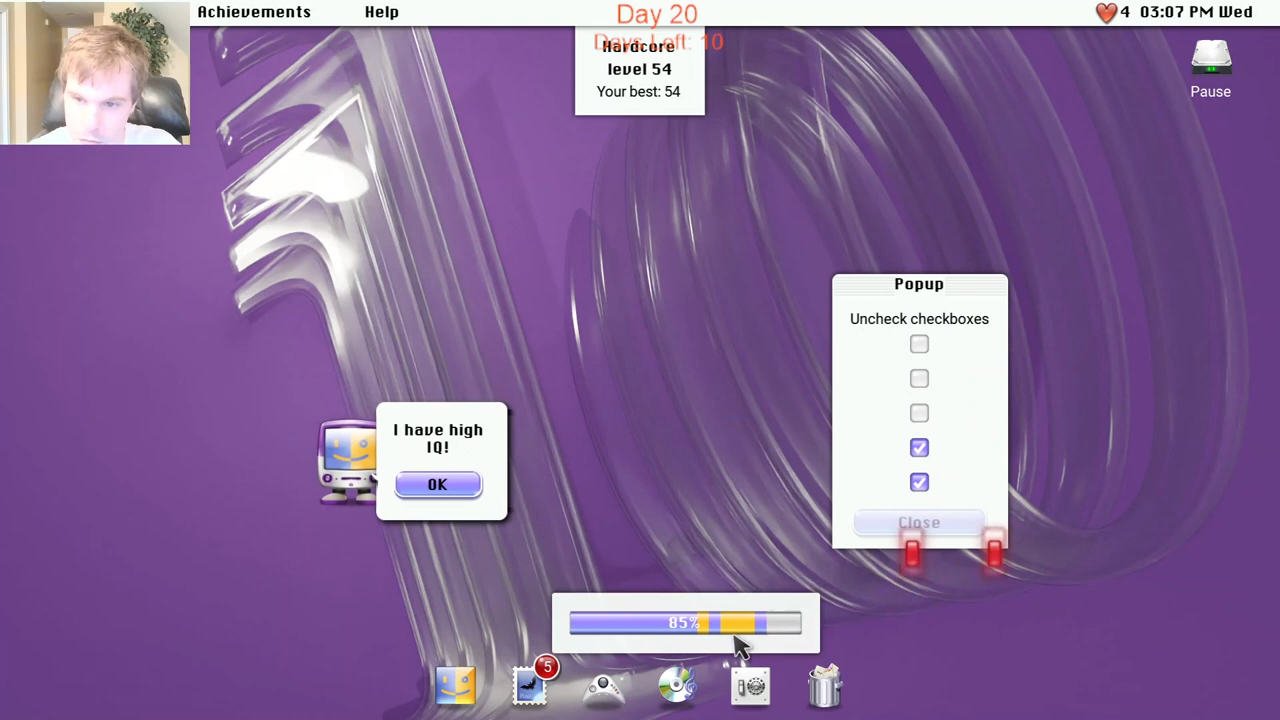 Achievements
Help
Day 20
Days Left: 10
4 03:07 PM Wed
Hardcore
level 54
Your best: 54
Pause
Popup
Uncheck checkboxes
Close
I have high
IQ!
OK
85%
5